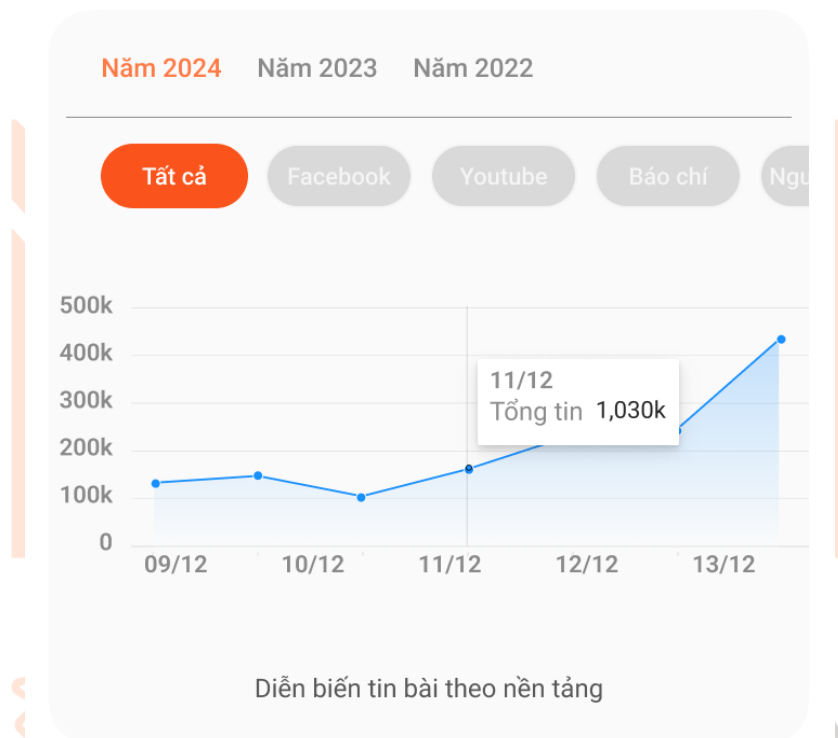 Năm 2024 Năm 2023 Năm 2022
Tất cả Facebook Youtube Báo chí
500k
400k
300k
200k
100k
0
11/12
Tổng tin 1,030k
09/12 10/12 11/12 12/12 13/12
Diễn biến tin bài theo nền tảng